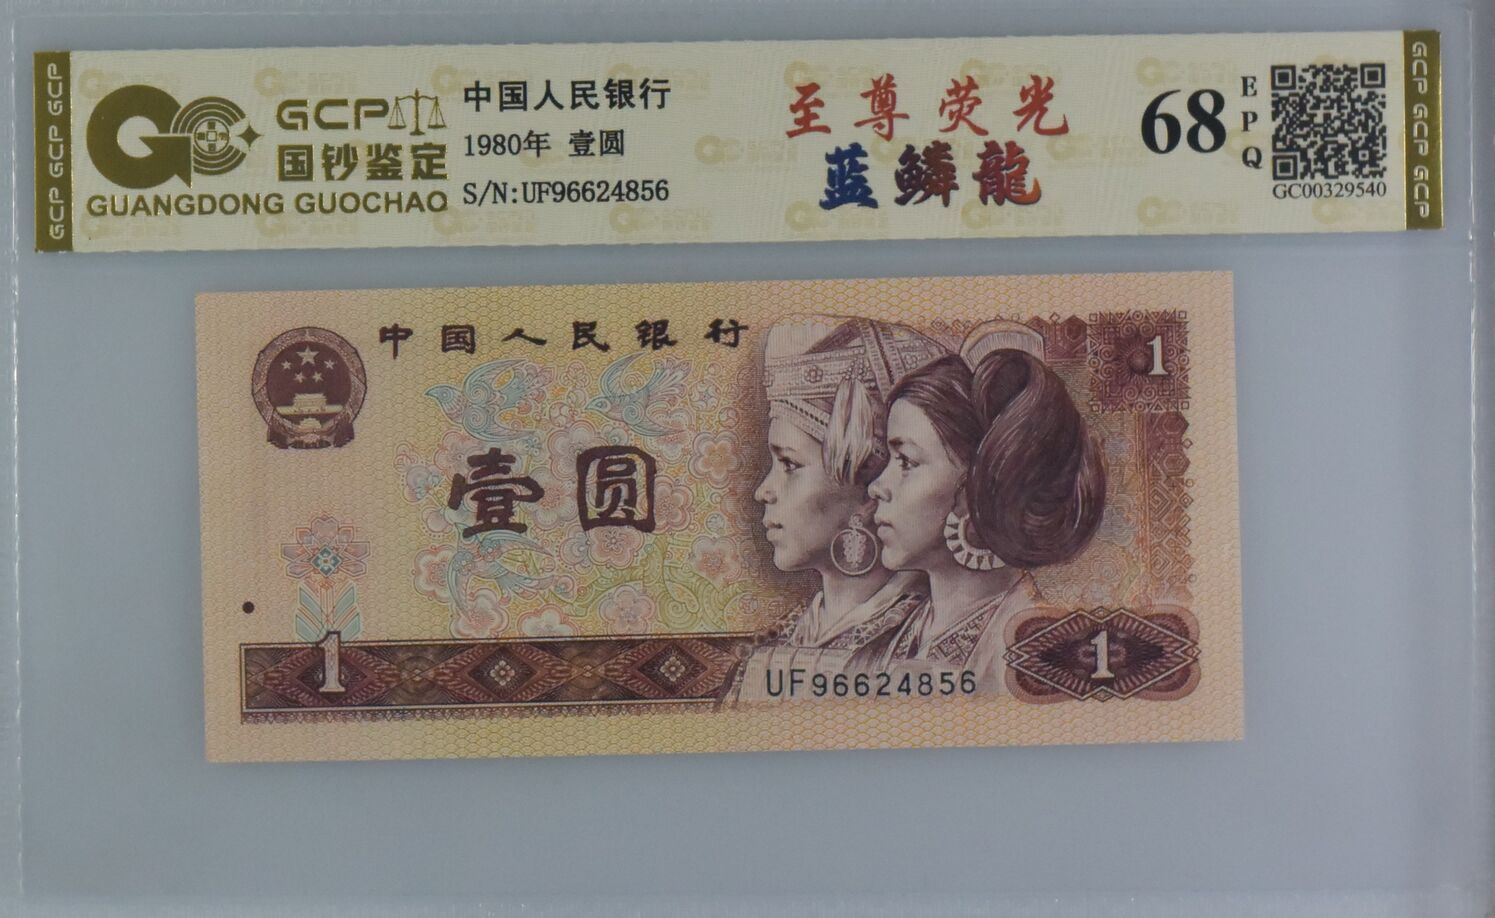 GCP GCP GCP
GCP
国钞鉴定
GUANGDONG GUOCHAO
中国人民银行
1980年 壹圆
S/N:UF96624856
至尊荧光
蓝鳞龍
68
EPQ
GC00329540
GCP GCP GCP
中国人民银行
1
壹圆
1
1
UF96624856